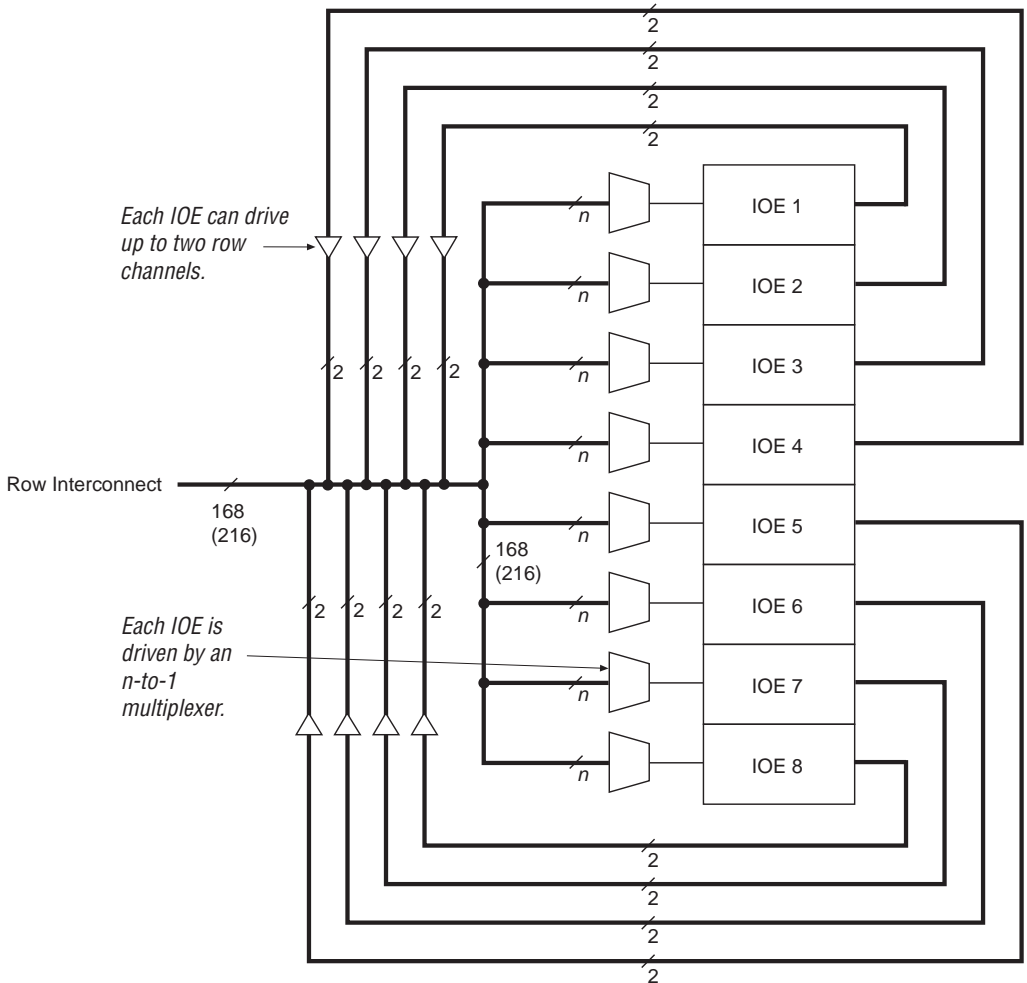 2
2
2
2
Each IOE can drive
up to two row
channels.
n
IOE 1
n
IOE 2
2 2 2 2
n
IOE 3
n
IOE 4
Row Interconnect
168
(216)
n
IOE 5
168
(216)
2 2 2 2
n
IOE 6
Each IOE is
driven by an
n-to-1
multiplexer.
n
IOE 7
n
IOE 8
2
2
2
2